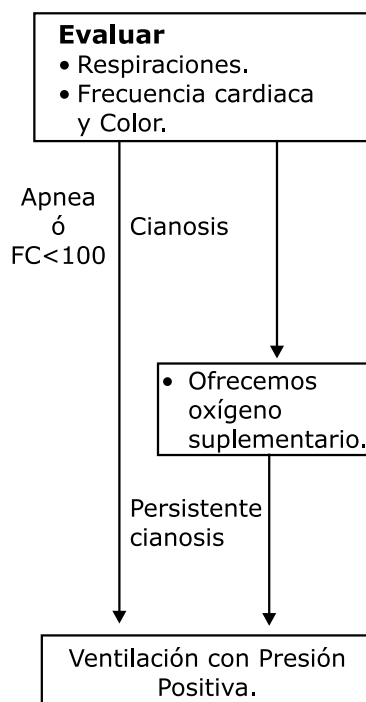 Evaluar
• Respiraciones.
• Frecuencia cardiaca
y Color.
Apnea
ó
FC<100
Cianosis
• Ofrecemos
oxígeno
suplementario.
Persistente
cianosis
Ventilación con Presión
Positiva.